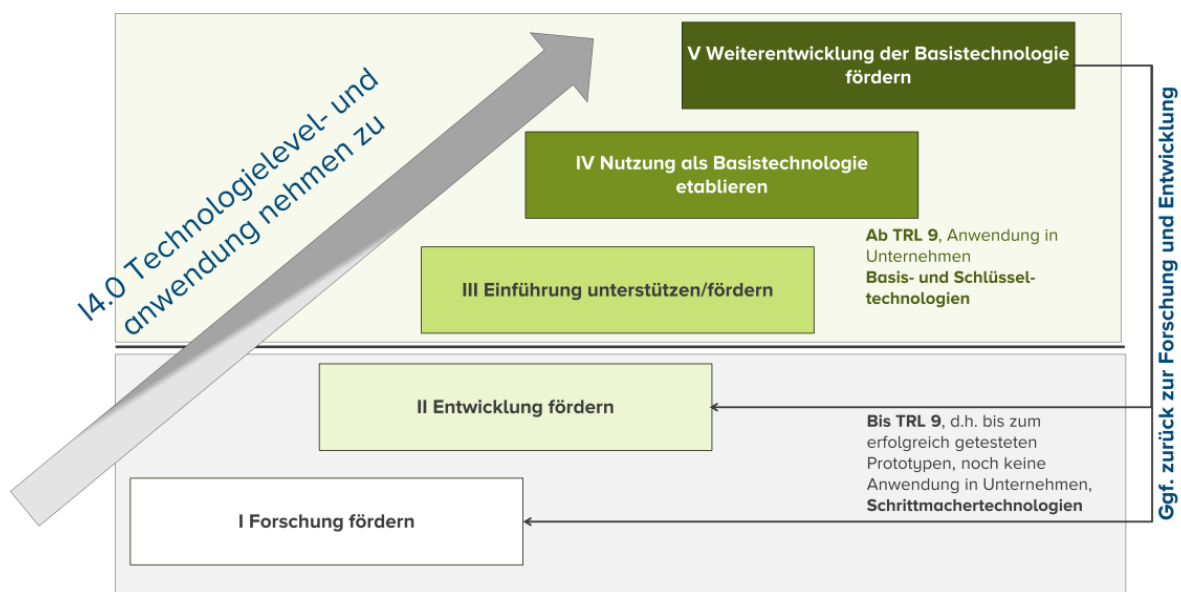 V Weiterentwicklung der Basistechnologie
fördern
I4.0 Technologielevel- und
anwendung nehmen zu
IV Nutzung als Basistechnologie
etablieren
Ab TRL 9, Anwendung in
Unternehmen
Basis- und Schlüssel-
technologien
III Einführung unterstützen/fördern
Ggf. zurück zur Forschung und Entwicklung
II Entwicklung fördern
Bis TRL 9, d.h. bis zum
erfolgreich getesteten
Prototypen, noch keine
Anwendung in Unternehmen,
Schrittmachertechnologien
I Forschung fördern